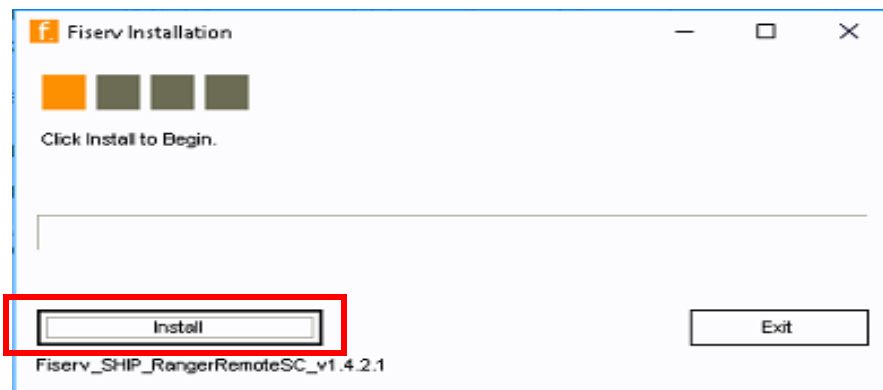 f. Fiserv Installation
Click Install to Begin.
Install
Exit
Fiserv_SHIP_RangerRemoteSC_v1.4.2.1